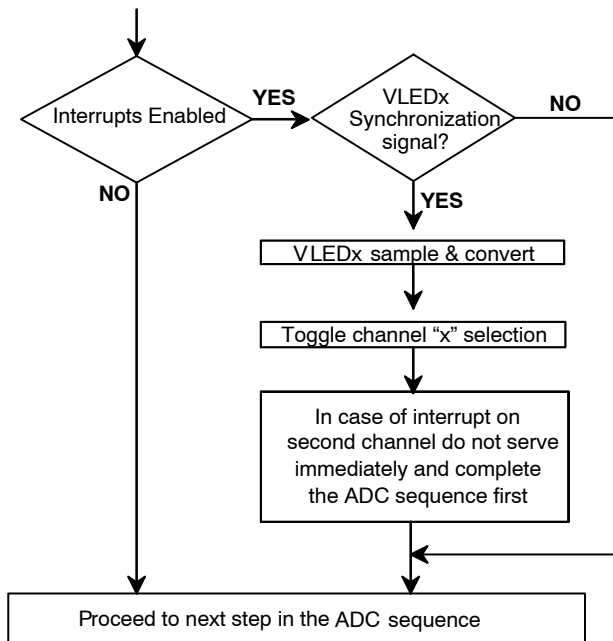 Interrupts Enabled
YES
VLEDx
Synchronization
signal?
NO
NO
YES
VLEDx sample & convert
Toggle channel “x” selection
In case of interrupt on
second channel do not serve
immediately and complete
the ADC sequence first
Proceed to next step in the ADC sequence